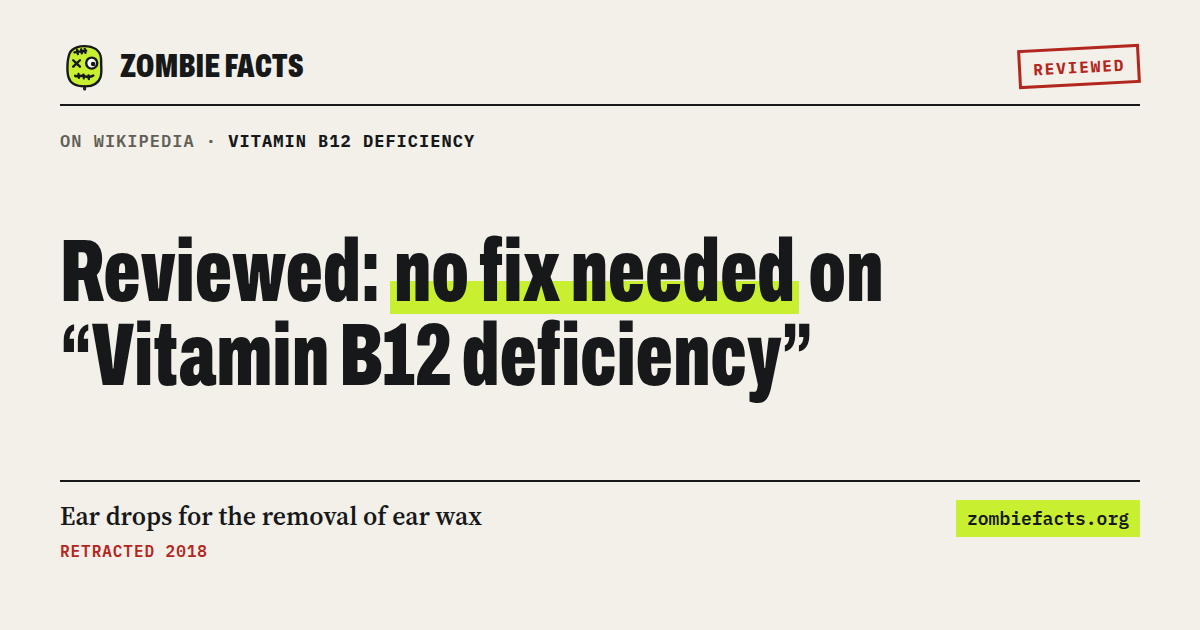 ZOMBIE FACTS
REVIEWED
ON WIKIPEDIA · VITAMIN B12 DEFICIENCY
Reviewed: no fix needed on
“Vitamin B12 deficiency”
Ear drops for the removal of ear wax
zombiefacts.org
RETRACTED 2018